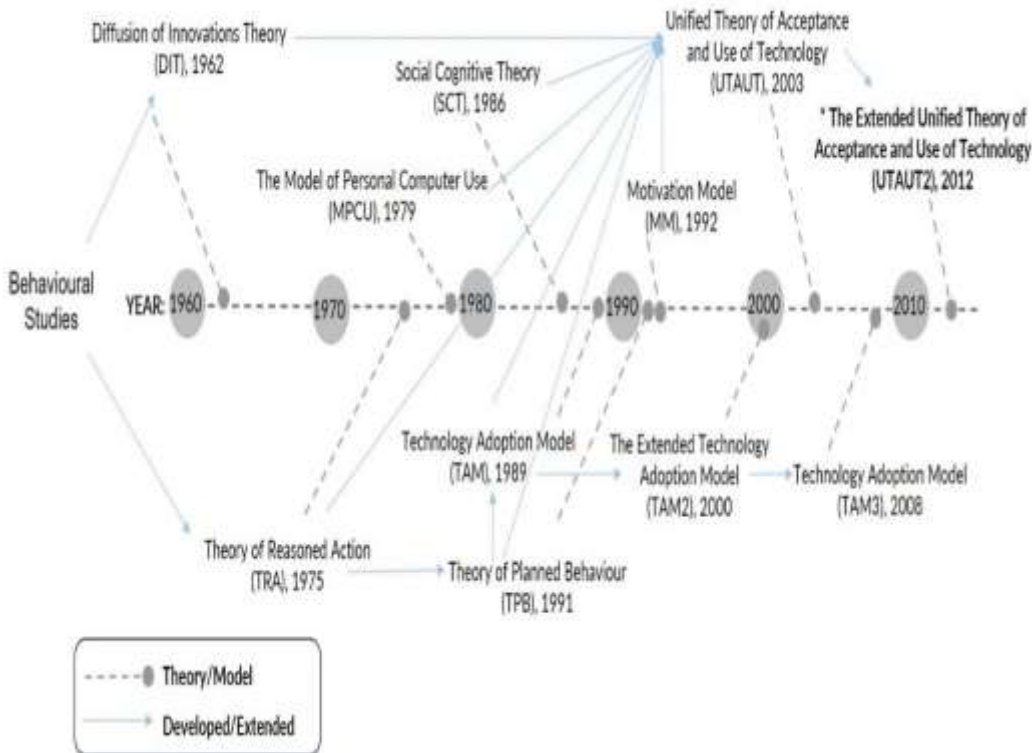 Diffusion of Innovations Theory
(DIT), 1962
Unified Theory of Acceptance
and Use of Technology
(UTAUT), 2003
Social Cognitive Theory
(SCT), 1986
* The Extended Unified Theory of
Acceptance and Use of Technology
(UTAUT2), 2012
The Model of Personal Computer Use
(MPCU), 1979
Motivation Model
(MM), 1992
Behavioural
Studies
YEAR: 1960 1970 1980 1990 2000 2010
Technology Adoption Model
(TAM), 1989
The Extended Technology
Adoption Model
(TAM2), 2000
Technology Adoption Model
(TAM3), 2008
Theory of Reasoned Action
(TRA), 1975
Theory of Planned Behaviour
(TPB), 1991
Theory/Model
Developed/Extended